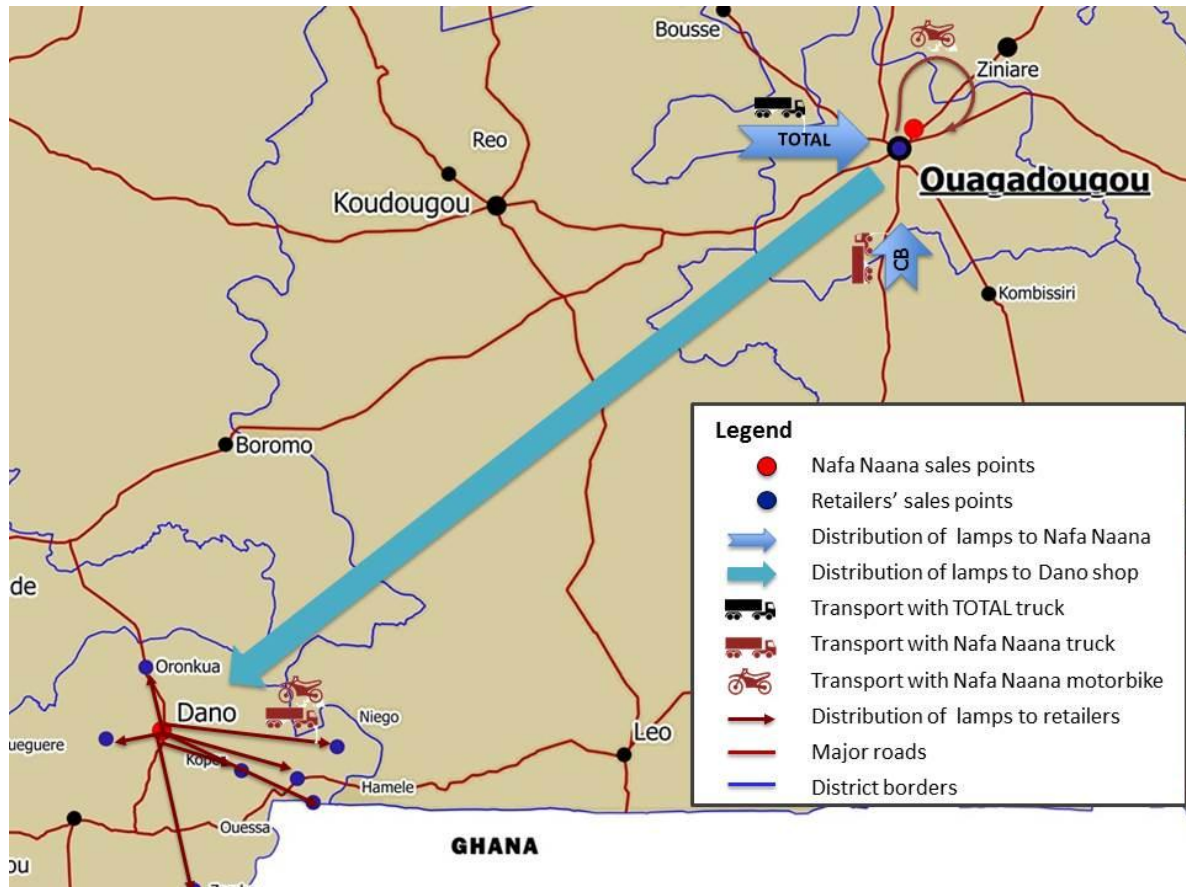 Bousse
Ziniare
TOTAL
Reo
Ouagadougou
Koudougou
CB
Kombissiri
Boromo
Legend
Nafa Naana sales points
Retailers' sales points
Distribution of lamps to Nafa Naana
Distribution of lamps to Dano shop
Transport with TOTAL truck
Transport with Nafa Naana truck
Transport with Nafa Naana motorbike
Distribution of lamps to retailers
Major roads
District borders
de
Oronkua
Dano
Niego
ueguere
Leo
Hamele
Ouessa
GHANA
ou